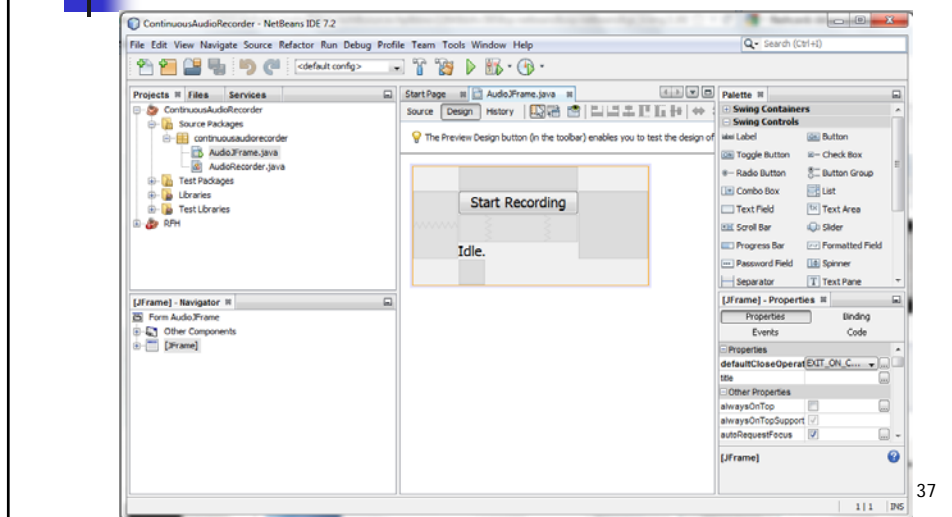 ContinuousAudioRecorder - NetBeans IDE 7.2
File Edit View Navigate Source Refactor Run Debug Profile Team Tools Window Help
Search (Ctrl+I)
<default config>
Projects Files Services
ContinuousAudioRecorder
Source Packages
continuousaudiorecorder
AudioJFrame.java
AudioRecorder.java
Test Packages
Libraries
Test Libraries
RFH
[JFrame] - Navigator
Form AudioJFrame
Other Components
[JFrame]
Start Page AudioJFrame.java
Source Design History
The Preview Design button (in the toolbar) enables you to test the design of
Start Recording
Idle.
Palette
Swing Containers
Swing Controls
Label Button
Toggle Button Check Box
Radio Button Button Group
Combo Box List
Text Field Text Area
Scroll Bar Slider
Progress Bar Formatted Field
Password Field Spinner
Separator Text Pane
[JFrame] - Properties
Properties Binding
Events Code
Properties
defaultCloseOperat EXIT_ON_C...
title
Other Properties
alwaysOnTop
alwaysOnTopSupport
autoRequestFocus
[JFrame]
1|1 INS
37